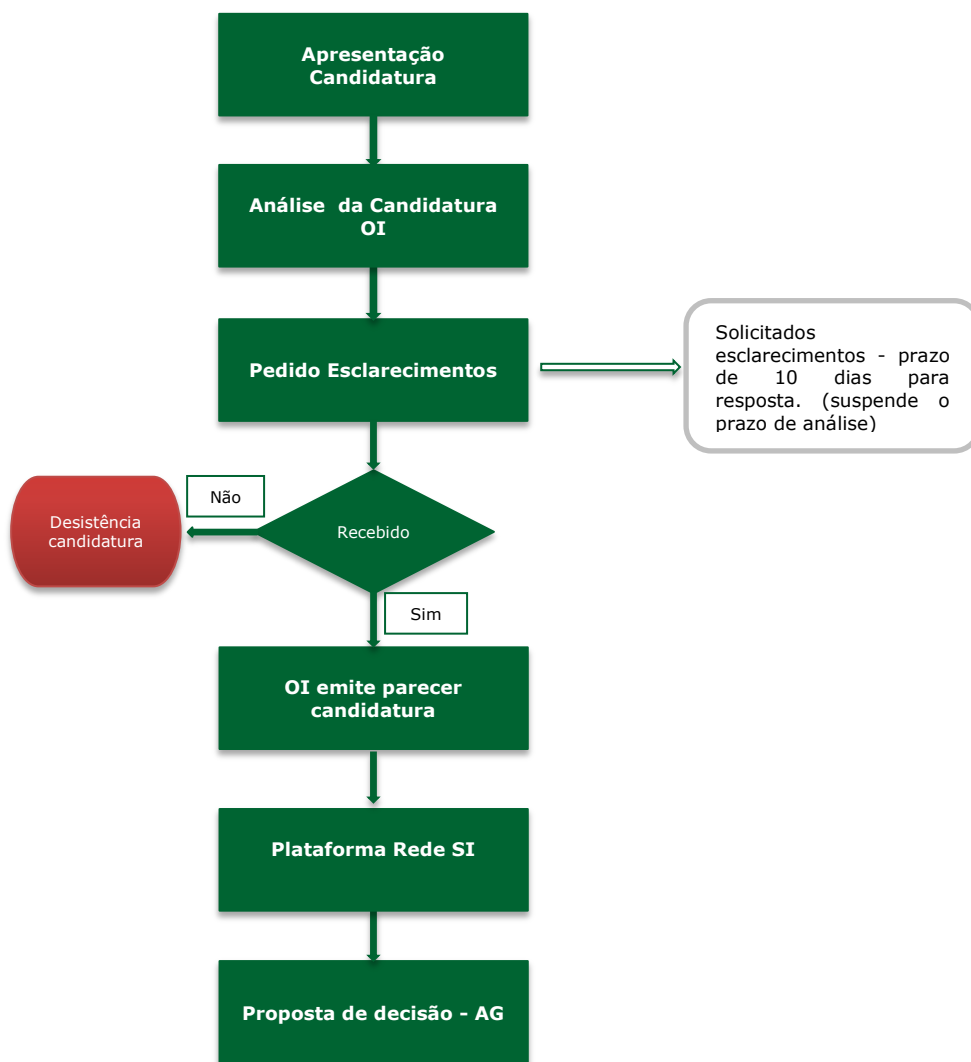 Apresentação
Candidatura
Análise da Candidatura
OI
Pedido Esclarecimentos
Solicitados
esclarecimentos - prazo
de 10 dias para
resposta. (suspende o
prazo de análise)
Não
Desistência
candidatura
Recebido
Sim
OI emite parecer
candidatura
Plataforma Rede SI
Proposta de decisão - AG